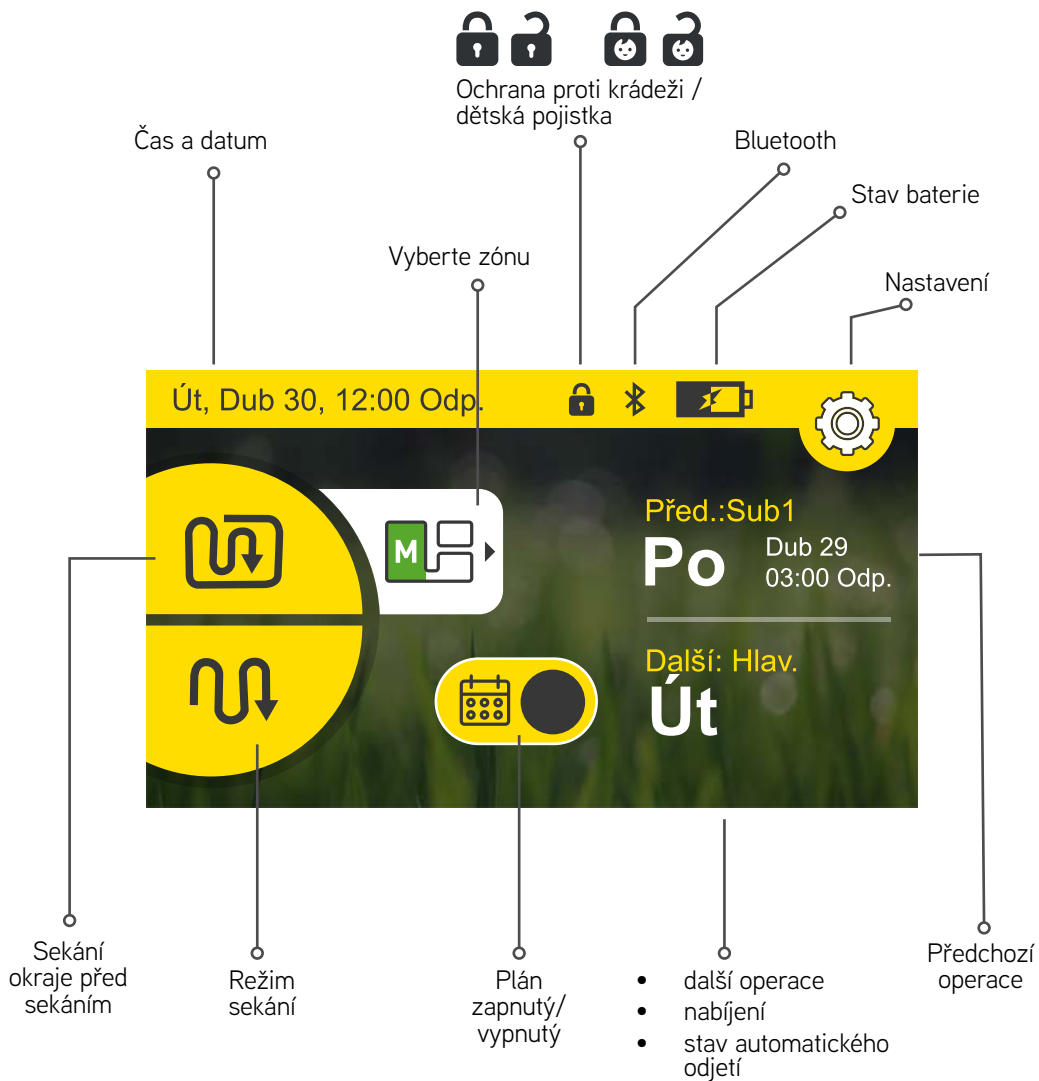 Ochrana proti krádeži /
dětská pojistka
Čas a datum
Bluetooth
Stav baterie
Vyberte zónu
Nastavení
Út, Dub 30, 12:00 Odp.
M
Před.:Sub1
Po
Dub 29
03:00 Odp.
Další: Hlav.
Út
Sekání
okraje před
sekáním
Režim
sekání
Plán
zapnutý/
vypnutý
• další operace
• nabíjení
• stav automatického
odjetí
Předchozí
operace